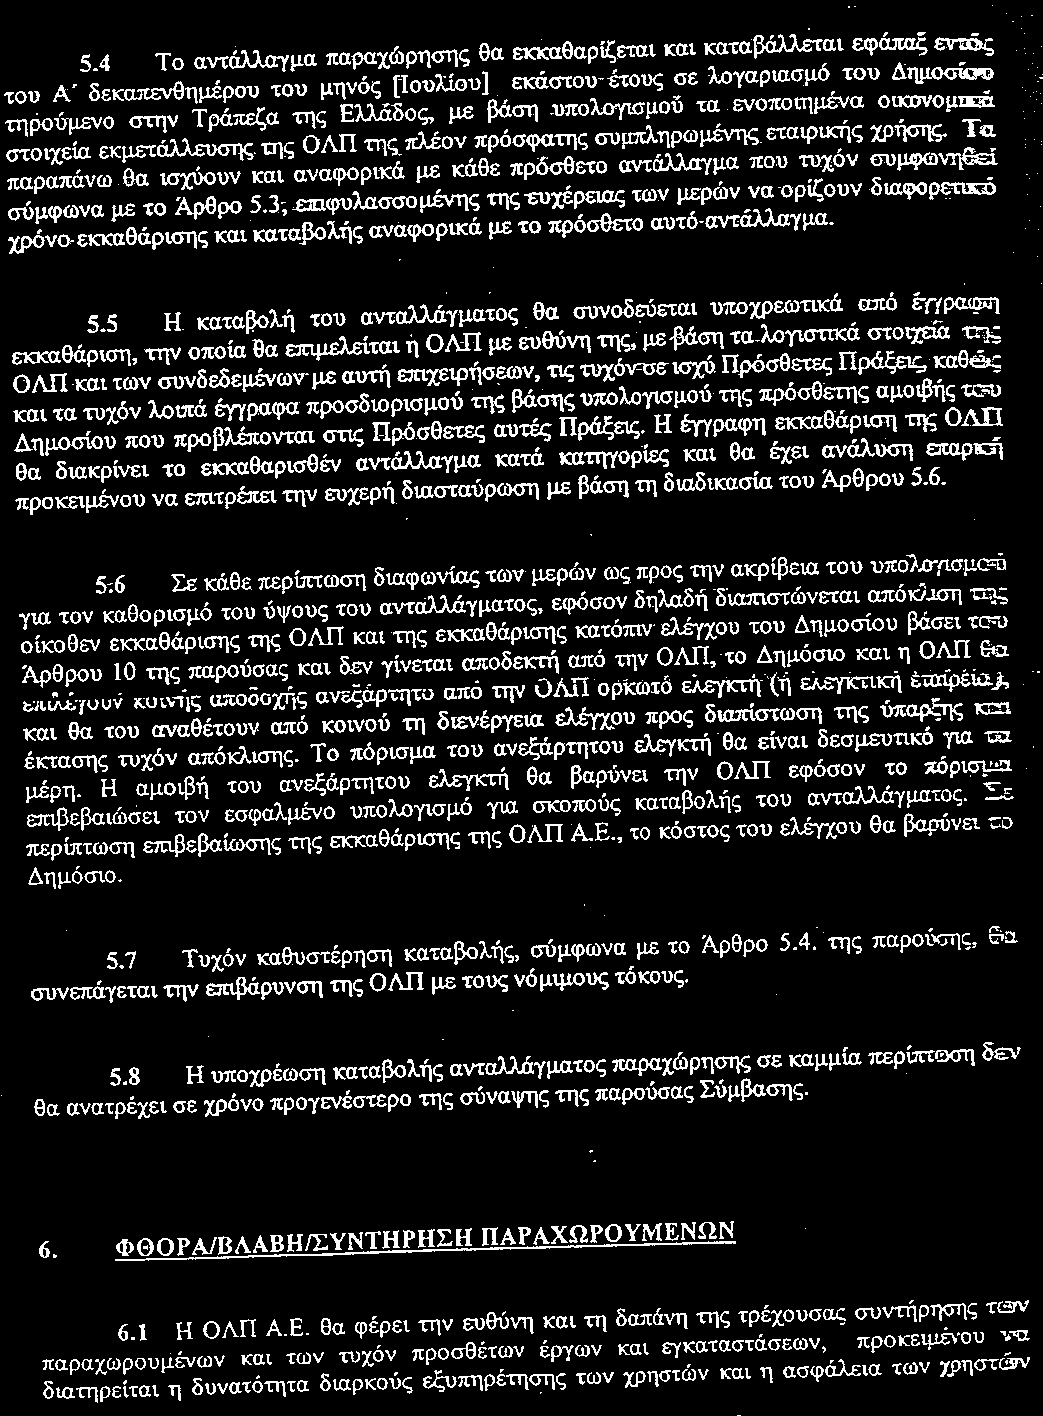 5.4 Το αντάλλαγμα παραχώρησης θα εκκαθαρίζεται και καταβάλλεται εφάπαξ εντός
του Α΄ δεκαπενθημέρου του μηνός [Ιουλίου] εκάστου έτους σε λογαριασμό του Δημοσίου
τηρούμενο στην Τράπεζα της Ελλάδος, με βάση υπολογισμού τα ενοποιημένα οικονομικά
στοιχεία εκμετάλλευσης της ΟΛΠ της πλέον πρόσφατης συμπληρωμένης εταιρικής χρήσης. Τα
παραπάνω θα ισχύουν και αναφορικά με κάθε πρόσθετο αντάλλαγμα που τυχόν συμφωνηθεί
σύμφωνα με το Άρθρο 5.3, επιφυλασσομένης της ευχέρειας των μερών να ορίζουν διαφορετικό
χρόνο εκκαθάρισης και καταβολής αναφορικά με το πρόσθετο αυτό αντάλλαγμα.
5.5 Η καταβολή του ανταλλάγματος θα συνοδεύεται υποχρεωτικά από έγγραφη
εκκαθάριση, την οποία θα επιμελείται η ΟΛΠ με ευθύνη της, με βάση τα λογιστικά στοιχεία της
ΟΛΠ και των συνδεδεμένων με αυτή επιχειρήσεων, τις τυχόν σε ισχύ Πρόσθετες Πράξεις, καθώς
και τα τυχόν λοιπά έγγραφα προσδιορισμού της βάσης υπολογισμού της πρόσθετης αμοιβής του
Δημοσίου που προβλέπονται στις Πρόσθετες αυτές Πράξεις. Η έγγραφη εκκαθάριση της ΟΛΠ
θα διακρίνει το εκκαθαρισθέν αντάλλαγμα κατά κατηγορίες και θα έχει ανάλυση επαρκή
προκειμένου να επιτρέπει την ευχερή διασταύρωση με βάση τη διαδικασία του Άρθρου 5.6.
5.6 Σε κάθε περίπτωση διαφωνίας των μερών ως προς την ακρίβεια του υπολογισμού
για τον καθορισμό του ύψους του ανταλλάγματος, εφόσον δηλαδή διαπιστώνεται απόκλιση της
οίκοθεν εκκαθάρισης της ΟΛΠ και της εκκαθάρισης κατόπιν ελέγχου του Δημοσίου βάσει του
Άρθρου 10 της παρούσας και δεν γίνεται αποδεκτή από την ΟΛΠ, το Δημόσιο και η ΟΛΠ θα
επιλέγουν κοινής αποδοχής ανεξάρτητο από την ΟΛΠ ορκωτό ελεγκτή (ή ελεγκτική εταιρεία),
και θα του αναθέτουν από κοινού τη διενέργεια ελέγχου προς διαπίστωση της ύπαρξης και
έκτασης τυχόν απόκλισης. Το πόρισμα του ανεξάρτητου ελεγκτή θα είναι δεσμευτικό για τα
μέρη. Η αμοιβή του ανεξάρτητου ελεγκτή θα βαρύνει την ΟΛΠ εφόσον το πόρισμα
επιβεβαιώσει τον εσφαλμένο υπολογισμό για σκοπούς καταβολής του ανταλλάγματος. Σε
περίπτωση επιβεβαίωσης της εκκαθάρισης της ΟΛΠ Α.Ε., το κόστος του ελέγχου θα βαρύνει το
Δημόσιο.
5.7 Τυχόν καθυστέρηση καταβολής, σύμφωνα με το Άρθρο 5.4. της παρούσης, θα
συνεπάγεται την επιβάρυνση της ΟΛΠ με τους νόμιμους τόκους.
5.8 Η υποχρέωση καταβολής ανταλλάγματος παραχώρησης σε καμμία περίπτωση δεν
θα ανατρέχει σε χρόνο προγενέστερο της σύναψης της παρούσας Σύμβασης.
6. ΦΘΟΡΑ/ΒΛΑΒΗ/ΣΥΝΤΗΡΗΣΗ ΠΑΡΑΧΩΡΟΥΜΕΝΩΝ
6.1 Η ΟΛΠ Α.Ε. θα φέρει την ευθύνη και τη δαπάνη της τρέχουσας συντήρησης των
παραχωρουμένων και των τυχόν προσθέτων έργων και εγκαταστάσεων, προκειμένου να
διατηρείται η δυνατότητα διαρκούς εξυπηρέτησης των χρηστών και η ασφάλεια των χρηστών